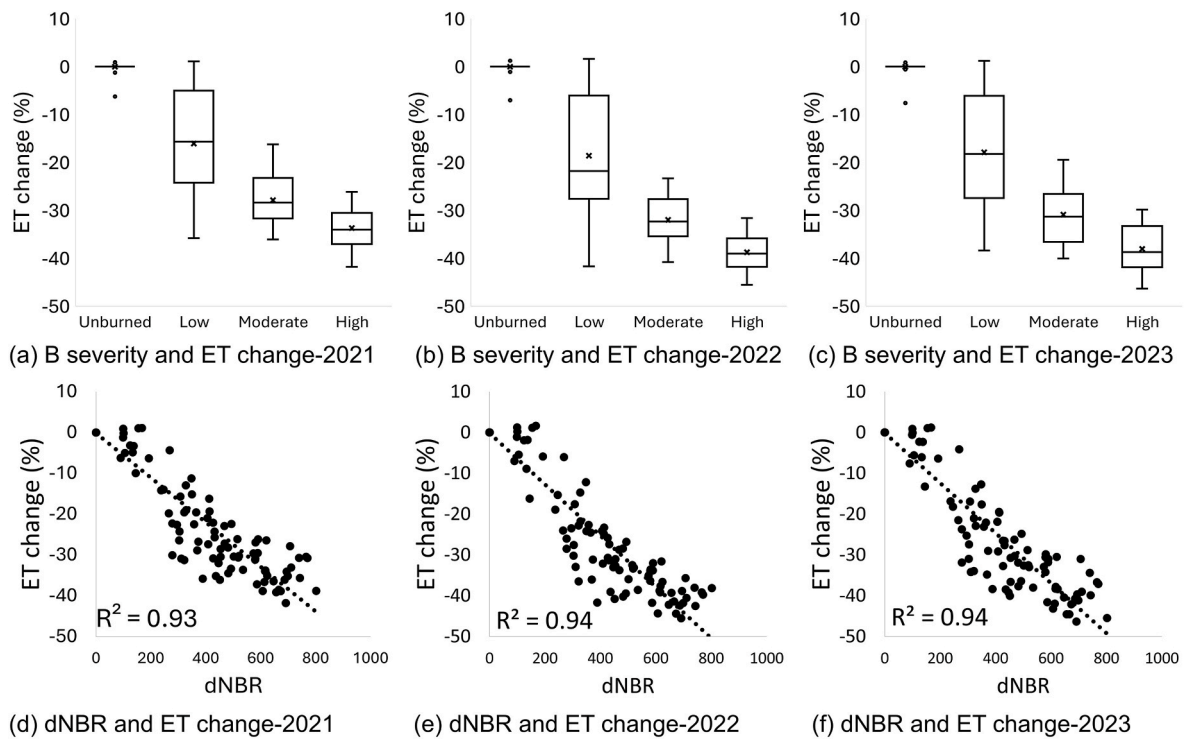 10
0
-10
-20
-30
-40
-50
ET change (%)
Unburned Low Moderate High
(a) B severity and ET change-2021
10
0
-10
-20
-30
-40
-50
ET change (%)
Unburned Low Moderate High
(b) B severity and ET change-2022
10
0
-10
-20
-30
-40
-50
ET change (%)
Unburned Low Moderate High
(c) B severity and ET change-2023
10
0
-10
-20
-30
-40
-50
ET change (%)
R² = 0.93
0 200 400 600 800 1000
dNBR
(d) dNBR and ET change-2021
10
0
-10
-20
-30
-40
-50
ET change (%)
R² = 0.94
0 200 400 600 800 1000
dNBR
(e) dNBR and ET change-2022
10
0
-10
-20
-30
-40
-50
ET change (%)
R² = 0.94
0 200 400 600 800 1000
dNBR
(f) dNBR and ET change-2023